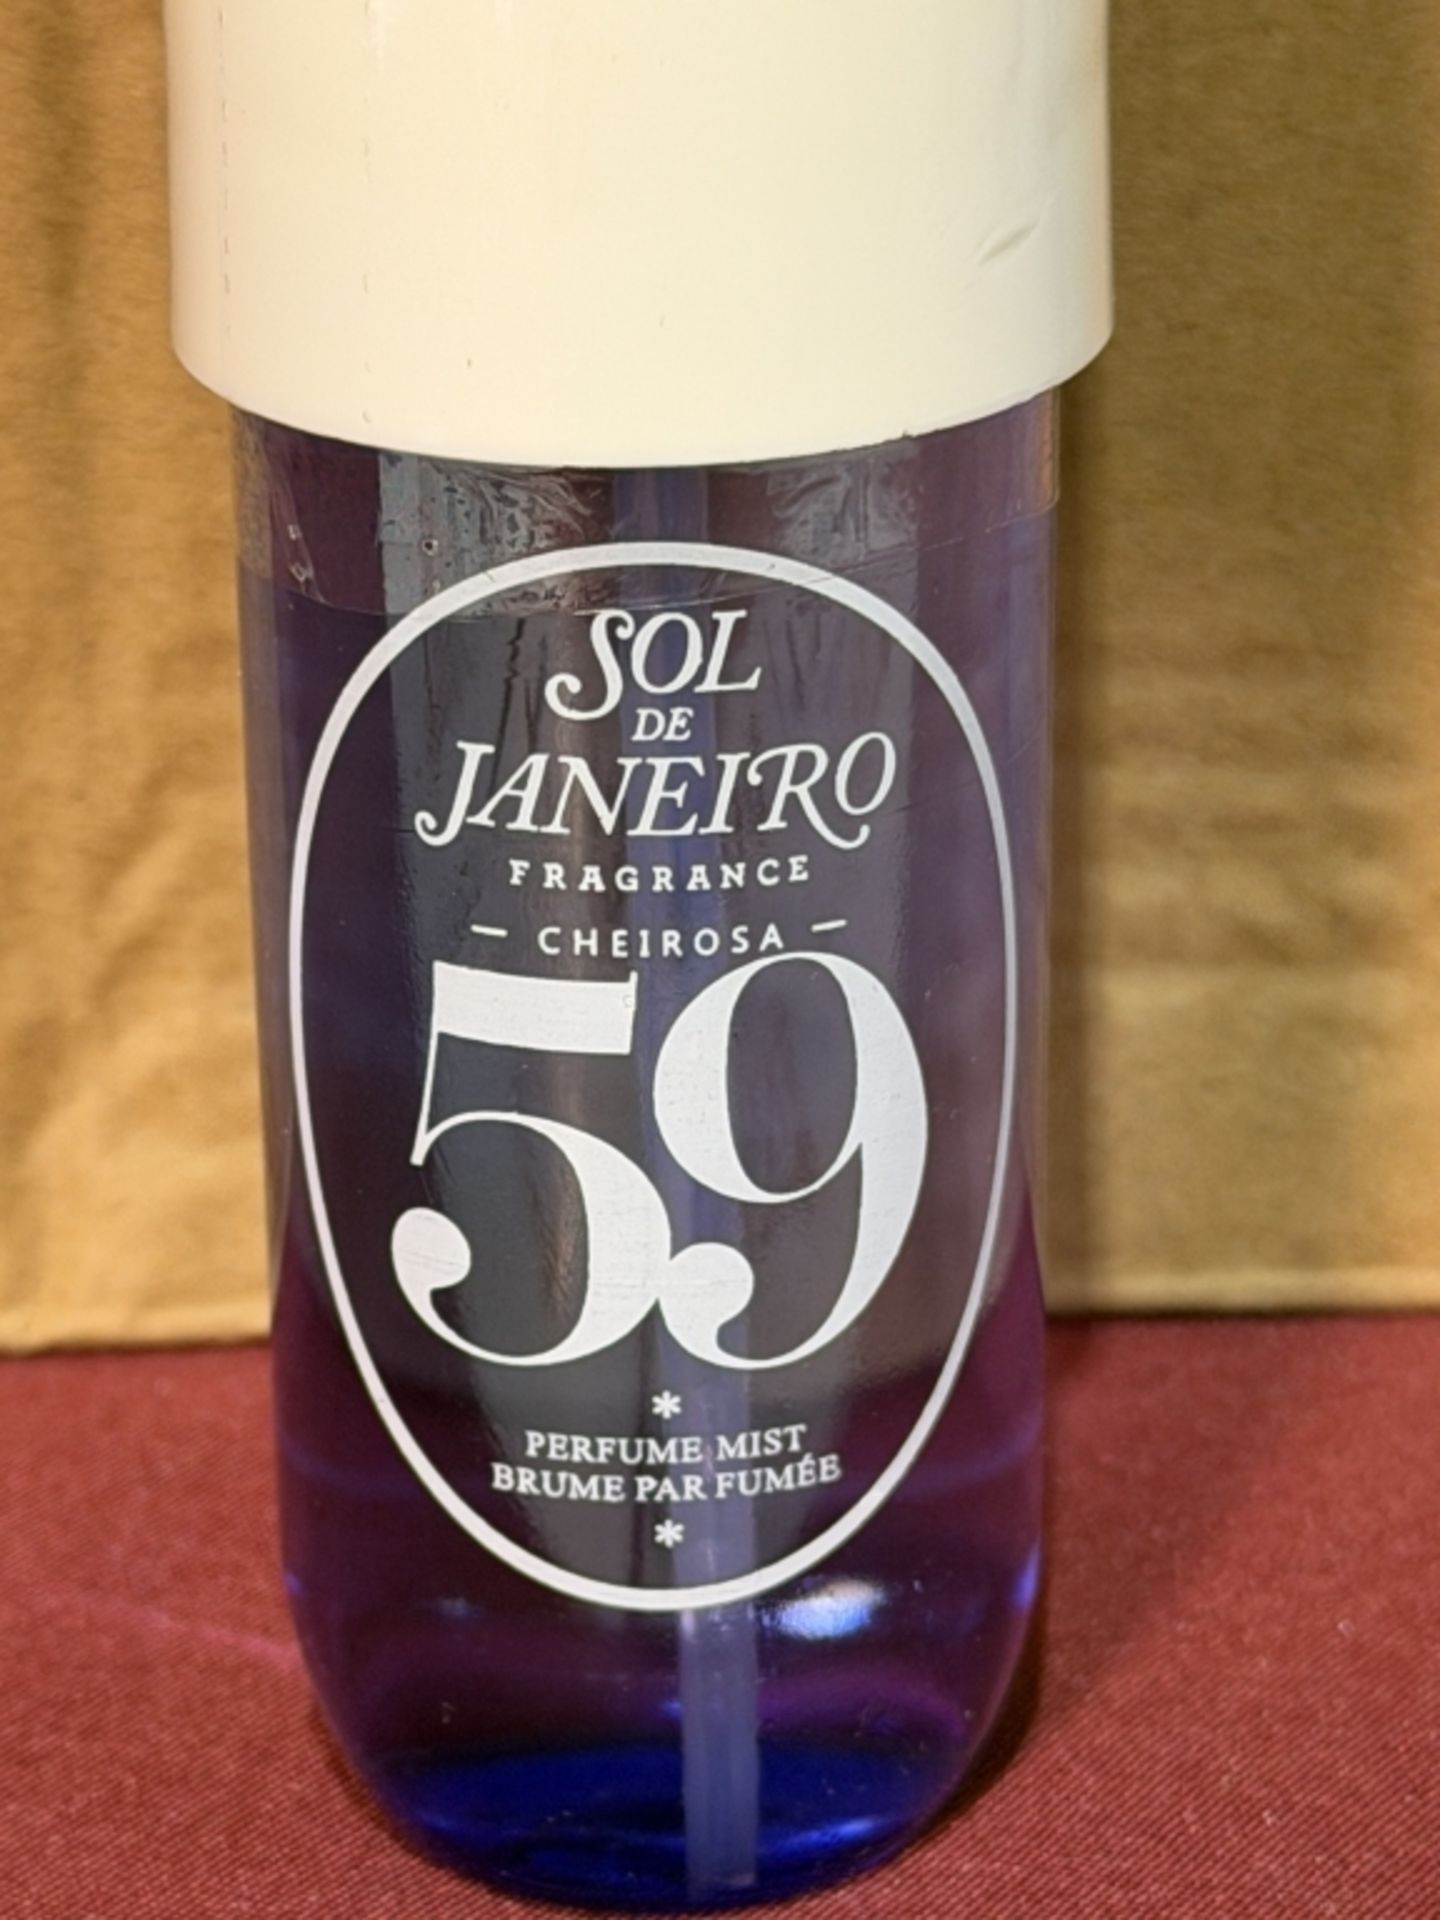 SOL
DE
JANEIRO
FRAGRANCE
— CHEIROSA —
59
*
PERFUME MIST
BRUME PAR FUMÉE
*